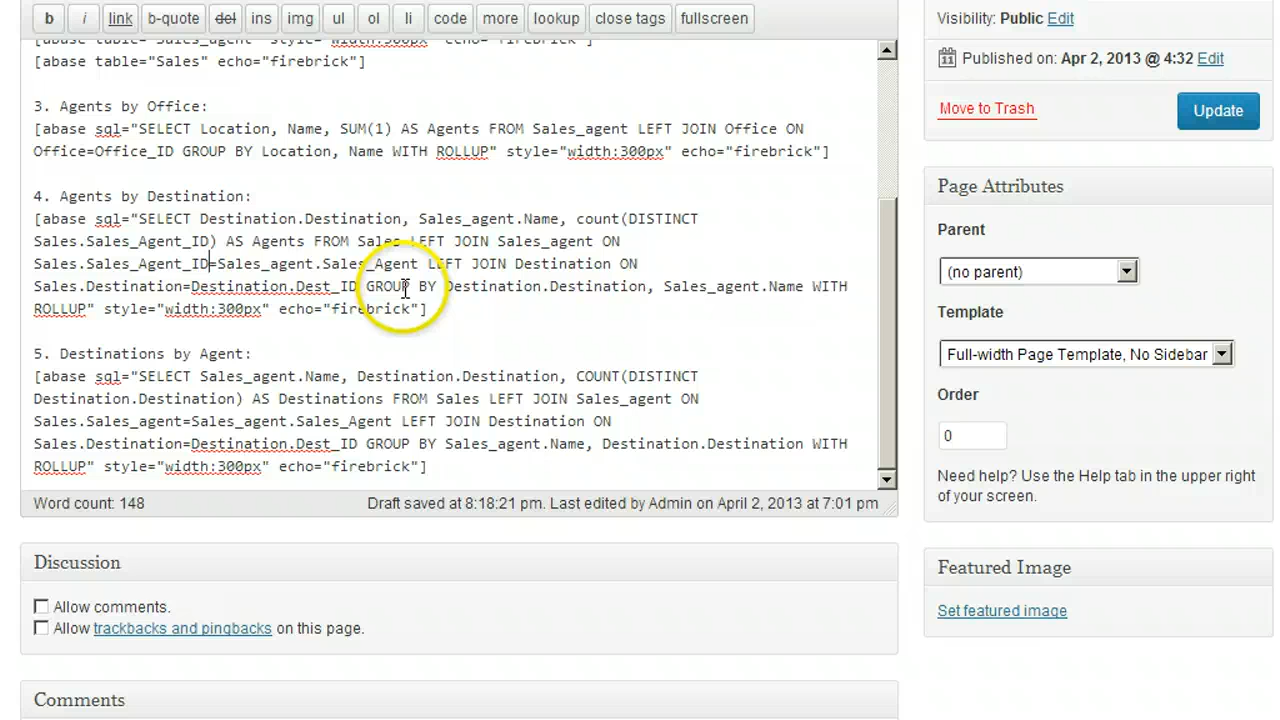 b i link b-quote del ins img ul ol li code more lookup close tags fullscreen
[abase table="Sales_agent" style="width:300px" echo="firebrick"]
[abase table="Sales" echo="firebrick"]
3. Agents by Office:
[abase sql="SELECT Location, Name, SUM(1) AS Agents FROM Sales_agent LEFT JOIN Office ON
Office=Office_ID GROUP BY Location, Name WITH ROLLUP" style="width:300px" echo="firebrick"]
4. Agents by Destination:
[abase sql="SELECT Destination.Destination, Sales_agent.Name, count(DISTINCT
Sales.Sales_Agent_ID) AS Agents FROM Sales LEFT JOIN Sales_agent ON
Sales.Sales_Agent_ID=Sales_agent.Sales_Agent LEFT JOIN Destination ON
Sales.Destination=Destination.Dest_ID GROUP BY Destination.Destination, Sales_agent.Name WITH
ROLLUP" style="width:300px" echo="firebrick"]
5. Destinations by Agent:
[abase sql="SELECT Sales_agent.Name, Destination.Destination, COUNT(DISTINCT
Destination.Destination) AS Destinations FROM Sales LEFT JOIN Sales_agent ON
Sales.Sales_agent=Sales_agent.Sales_Agent LEFT JOIN Destination ON
Sales.Destination=Destination.Dest_ID GROUP BY Sales_agent.Name, Destination.Destination WITH
ROLLUP" style="width:300px" echo="firebrick"]
Word count: 148 Draft saved at 8:18:21 pm. Last edited by Admin on April 2, 2013 at 7:01 pm
Discussion
Allow comments.
Allow trackbacks and pingbacks on this page.
Comments
Visibility: Public Edit
11 Published on: Apr 2, 2013 @ 4:32 Edit
Move to Trash Update
Page Attributes
Parent
(no parent)
Template
Full-width Page Template, No Sidebar
Order
0
Need help? Use the Help tab in the upper right
of your screen.
Featured Image
Set featured image